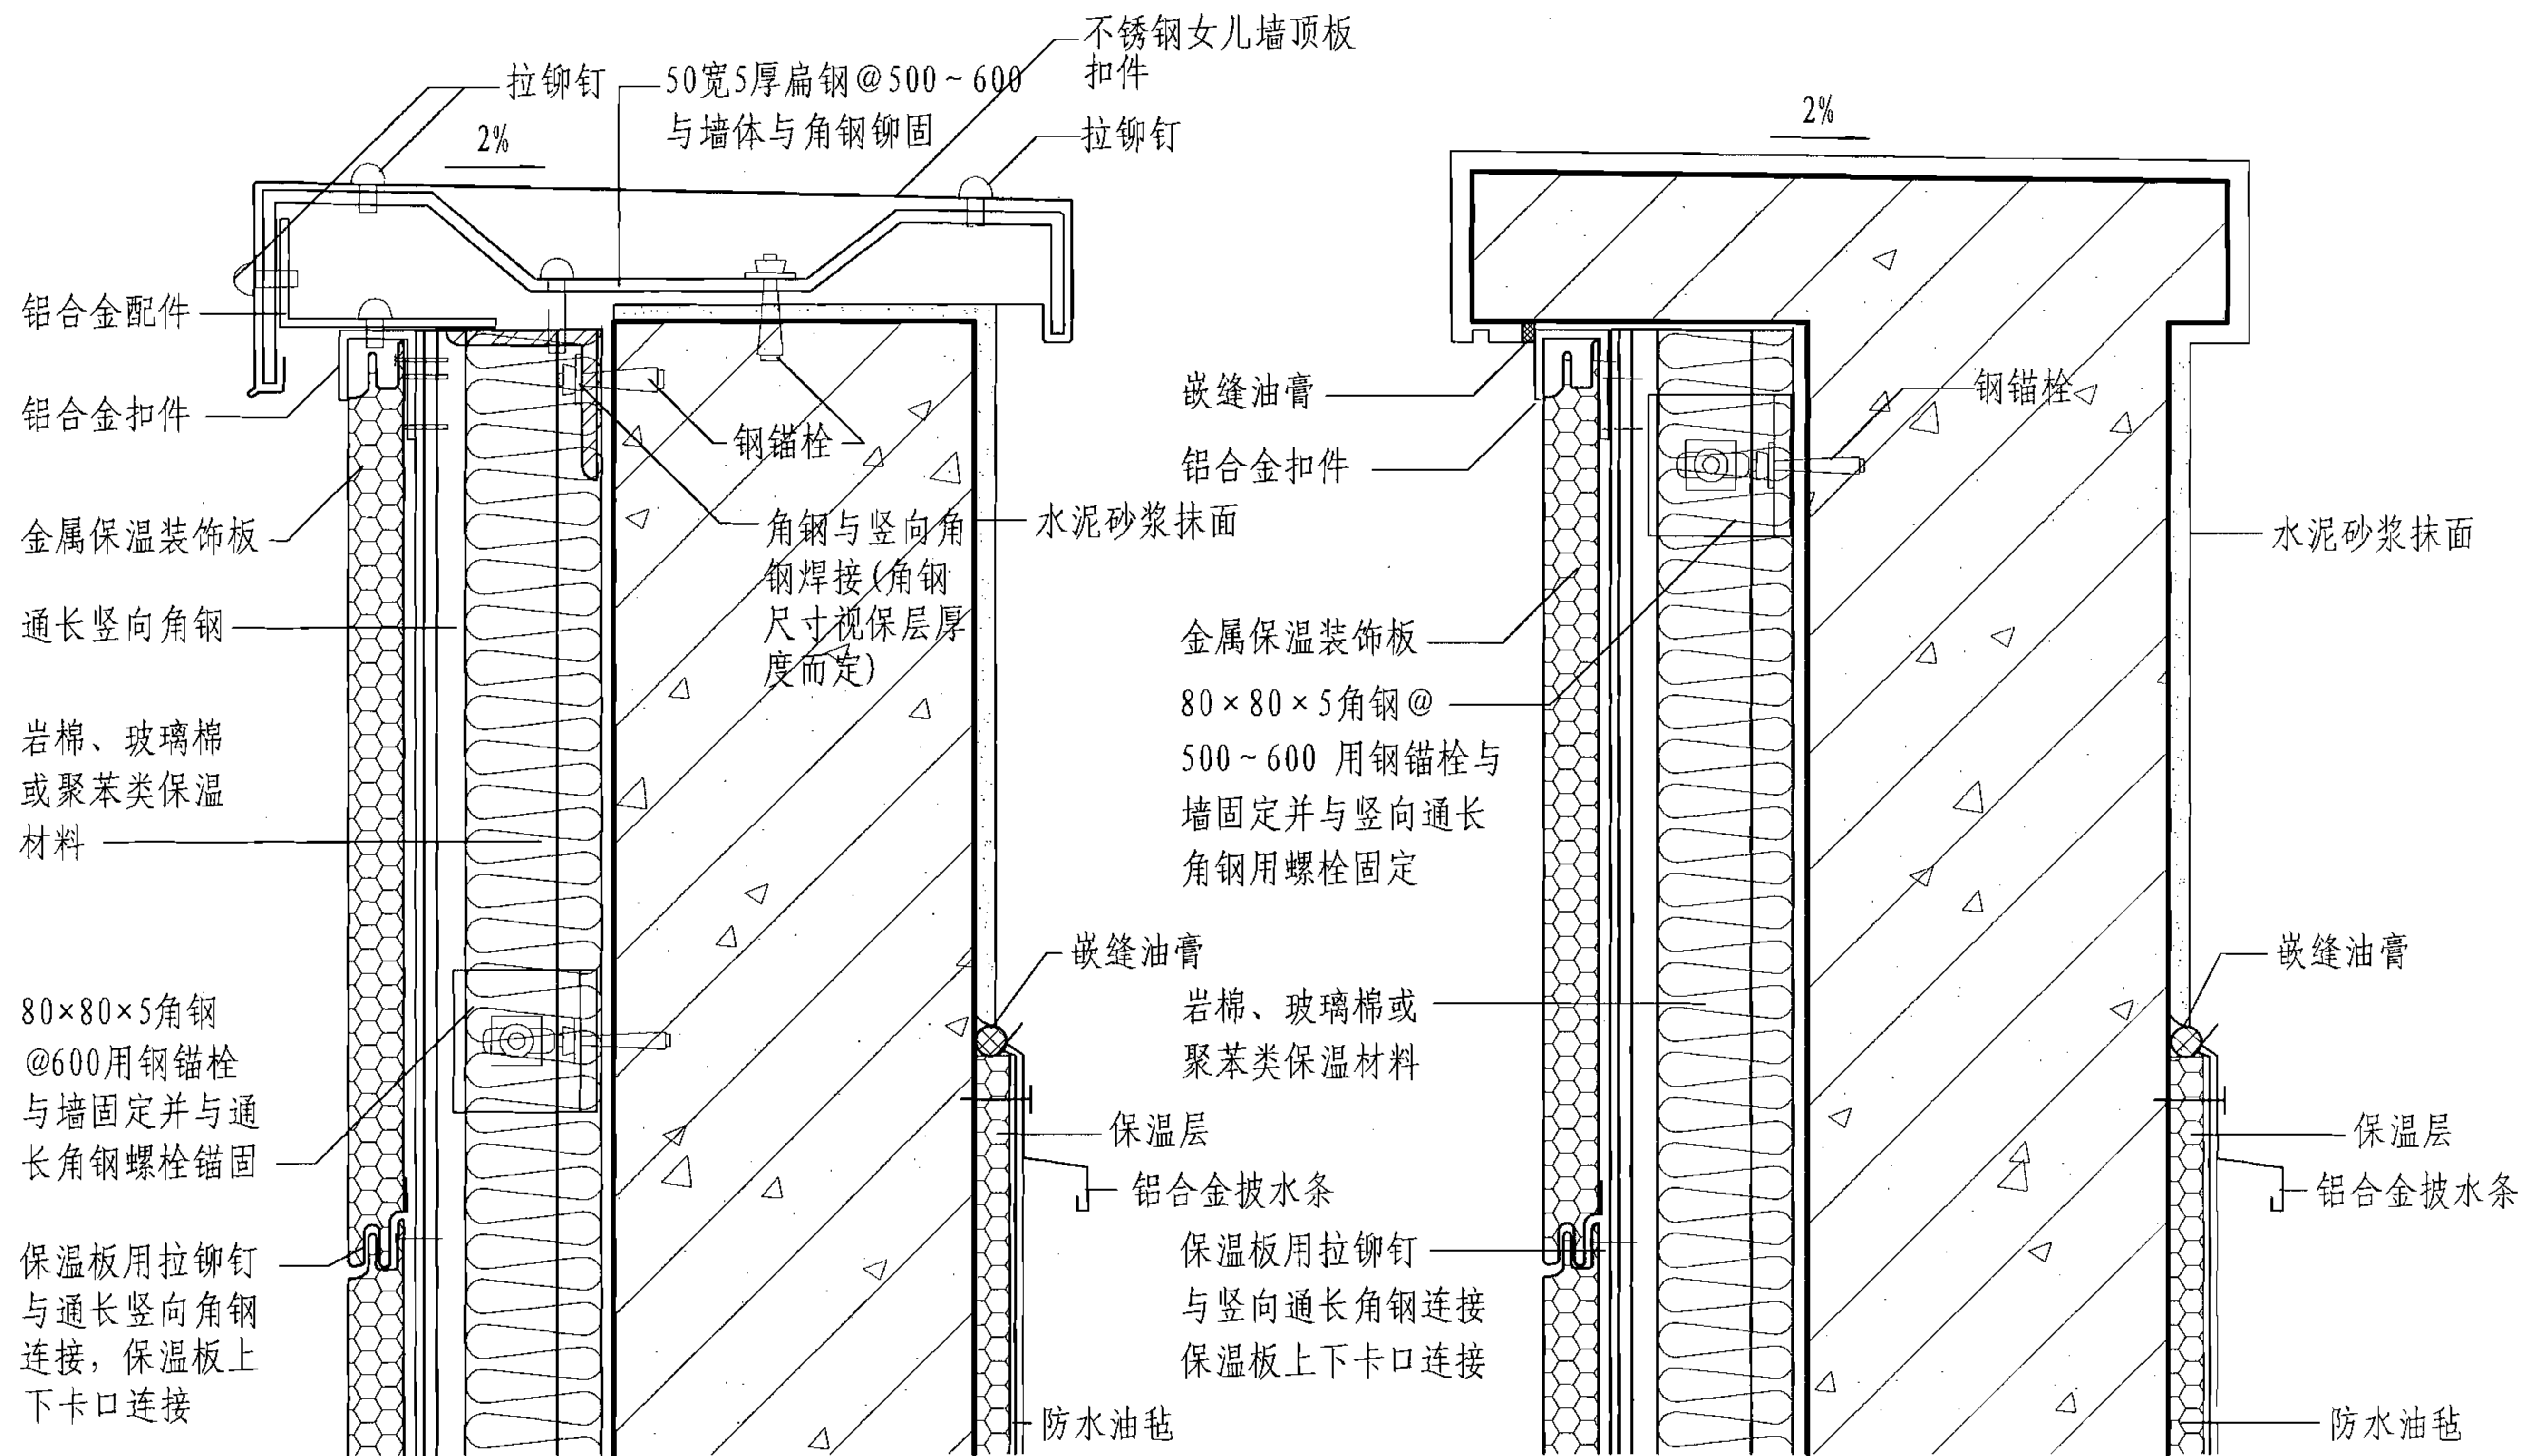 不锈钢女儿墙顶板
扣件
拉铆钉
50宽5厚扁钢@500~600
与墙体与角钢铆固
拉铆钉
2%
铝合金配件
铝合金扣件
钢锚栓
金属保温装饰板
角钢与竖向角
钢焊接(角钢
尺寸视保层厚
度而定)
水泥砂浆抹面
通长竖向角钢
岩棉、玻璃棉
或聚苯类保温
材料
嵌缝油膏
80×80×5角钢
@600用钢锚栓
与墙固定并与通
长角钢螺栓锚固
保温层
铝合金披水条
保温板用拉铆钉
与通长竖向角钢
连接，保温板上
下卡口连接
防水油毡
2%
嵌缝油膏
钢锚栓
铝合金扣件
水泥砂浆抹面
金属保温装饰板
80×80×5角钢@
500~600 用钢锚栓与
墙固定并与竖向通长
角钢用螺栓固定
嵌缝油膏
岩棉、玻璃棉或
聚苯类保温材料
保温层
铝合金披水条
保温板用拉铆钉
与竖向通长角钢连接
保温板上下卡口连接
防水油毡